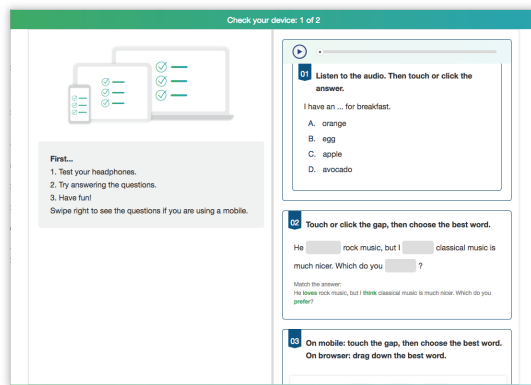 Check your device: 1 of 2
First...
1. Test your headphones.
2. Try answering the questions.
3. Have fun!
Swipe right to see the questions if you are using a mobile.
01 Listen to the audio. Then touch or click the
answer.
I have an ... for breakfast.
A. orange
B. egg
C. apple
D. avocado
02 Touch or click the gap, then choose the best word.
He rock music, but I classical music is
much nicer. Which do you ?
Match the answer:
He loves rock music, but I think classical music is much nicer. Which do you
prefer?
03 On mobile: touch the gap, then choose the best word.
On browser: drag down the best word.